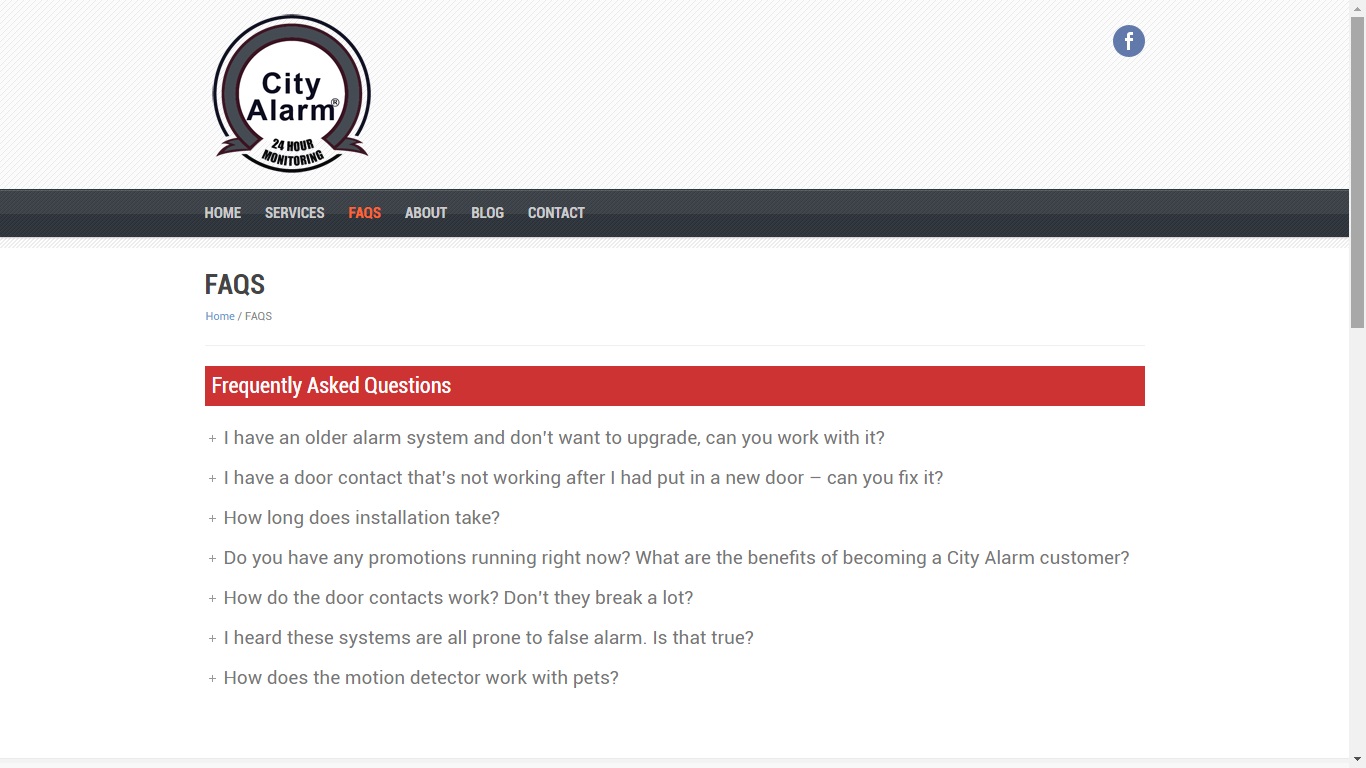 City
Alarm®
24 HOUR
MONITORING
f
HOME SERVICES FAQS ABOUT BLOG CONTACT
FAQS
Home / FAQS
Frequently Asked Questions
+ I have an older alarm system and don't want to upgrade, can you work with it?
+ I have a door contact that's not working after I had put in a new door – can you fix it?
+ How long does installation take?
+ Do you have any promotions running right now? What are the benefits of becoming a City Alarm customer?
+ How do the door contacts work? Don't they break a lot?
+ I heard these systems are all prone to false alarm. Is that true?
+ How does the motion detector work with pets?